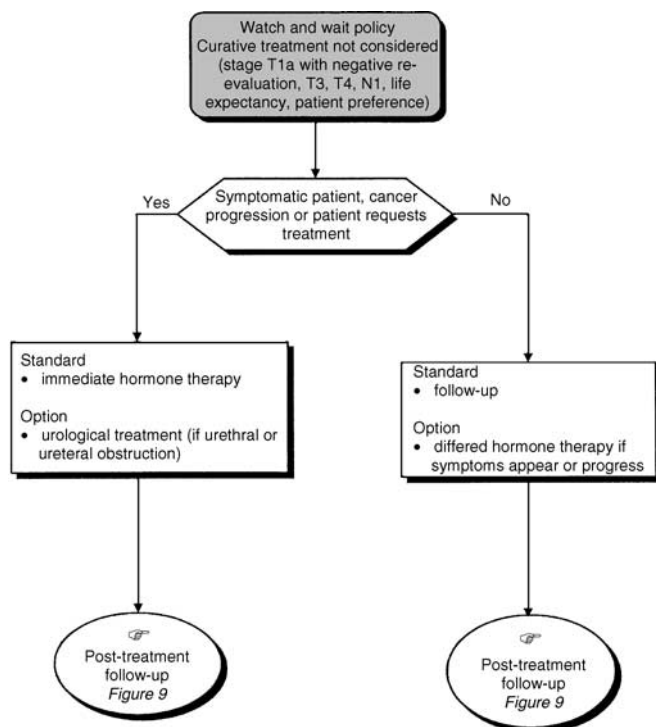 Watch and wait policy
Curative treatment not considered
(stage T1a with negative re-
evaluation, T3, T4, N1, life
expectancy, patient preference)
Symptomatic patient, cancer
progression or patient requests
treatment
Yes
No
Standard
• immediate hormone therapy
Option
• urological treatment (if urethral or
ureteral obstruction)
Standard
• follow-up
Option
• differed hormone therapy if
symptoms appear or progress
Post-treatment
follow-up
Figure 9
Post-treatment
follow-up
Figure 9